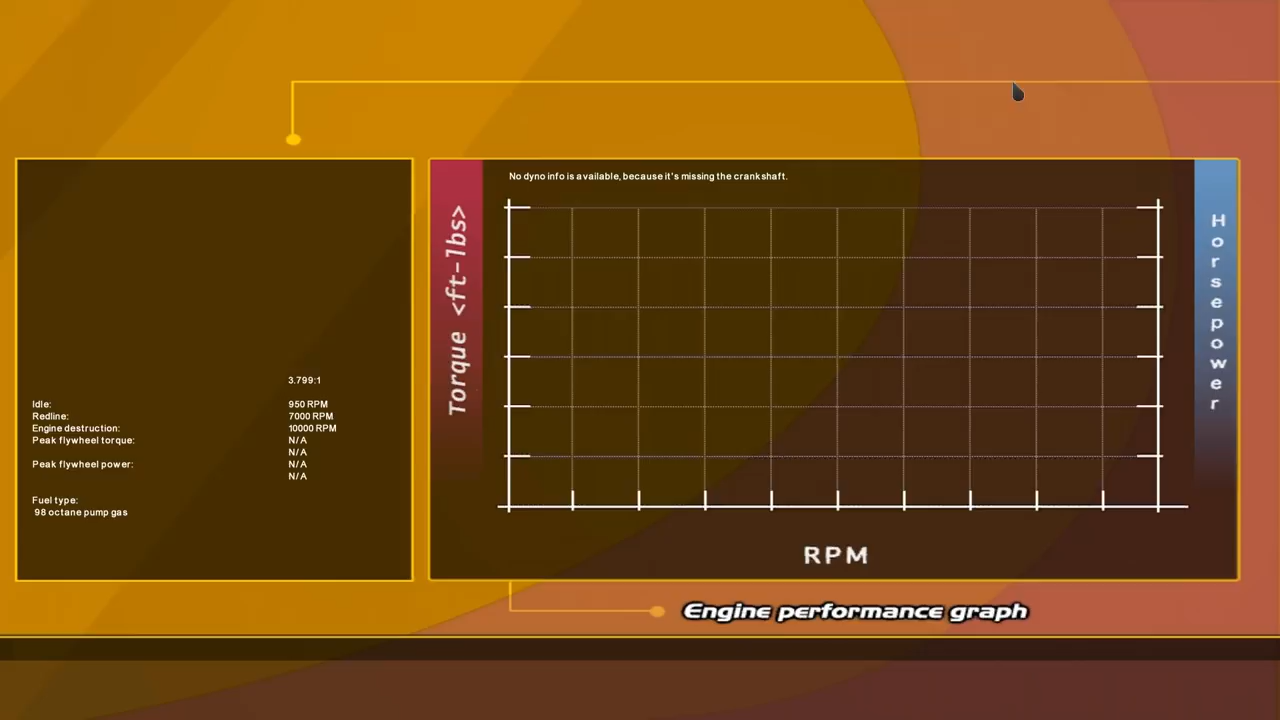 No dyno info is available, because it's missing the crankshaft.
Torque <ft-lbs>
Horsepower
3.799:1
Idle: 950 RPM
Redline: 7000 RPM
Engine destruction: 10000 RPM
Peak flywheel torque: N/A
N/A
Peak flywheel power: N/A
N/A
Fuel type:
98 octane pump gas
RPM
Engine performance graph